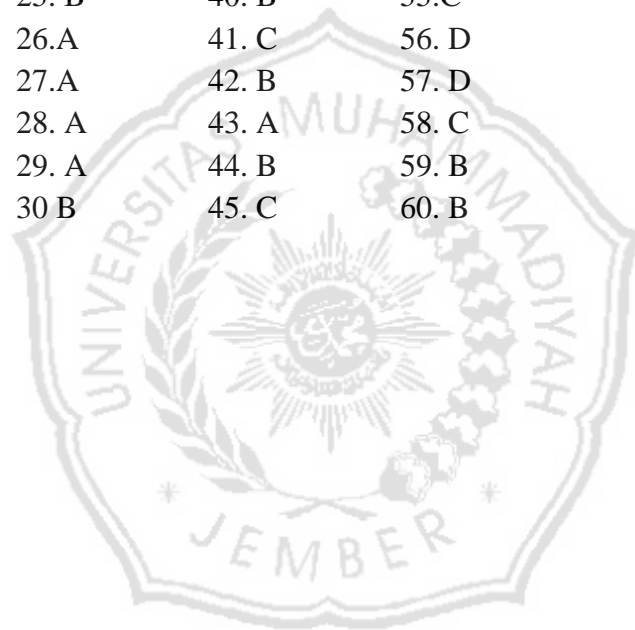 26.A 41. C 56. D
27.A 42. B 57. D
28. A 43. A 58. C
29. A 44. B 59. B
30 B 45. C 60. B
UNIVERSITAS MUHAMMADIYAH
* JEMBER *